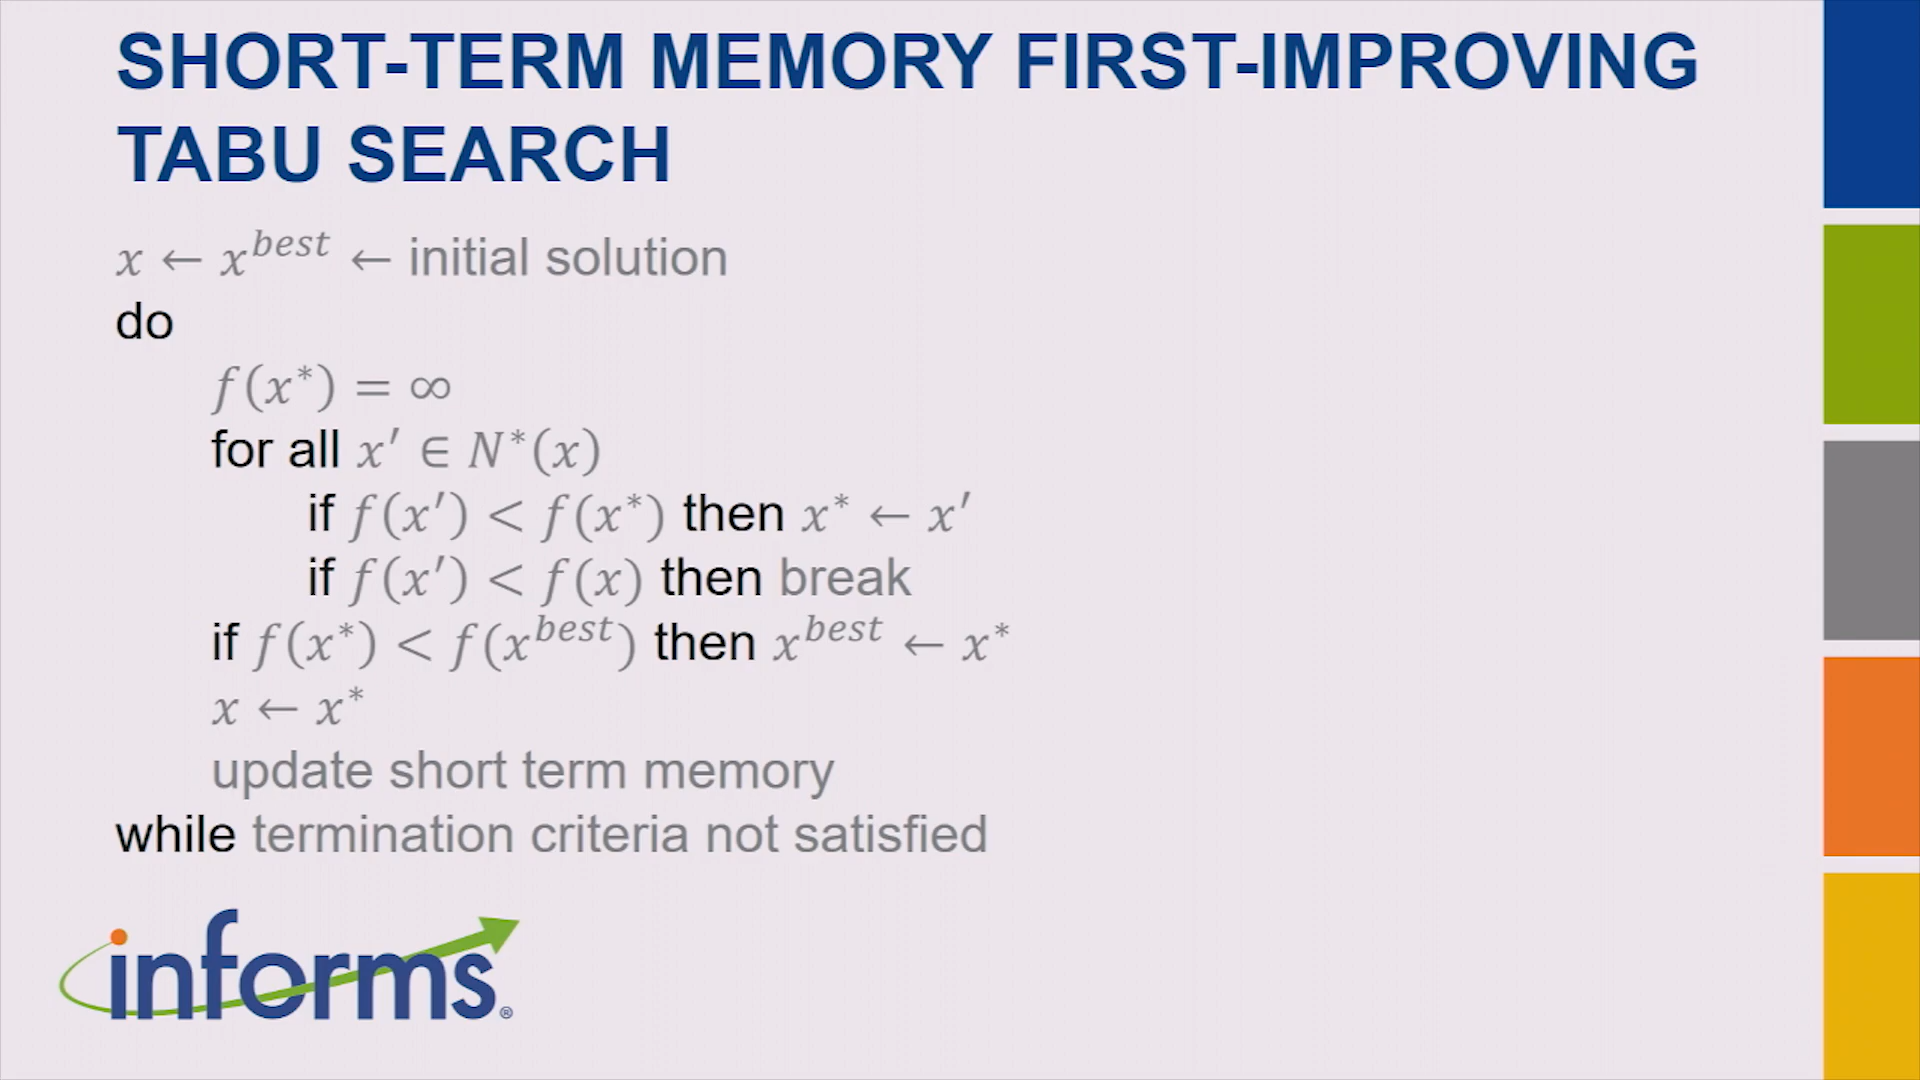 SHORT-TERM MEMORY FIRST-IMPROVING
TABU SEARCH
x ← x^best ← initial solution
do
f(x*) = ∞
for all x′ ∈ N*(x)
if f(x′) < f(x*) then x* ← x′
if f(x′) < f(x) then break
if f(x*) < f(x^best) then x^best ← x*
x ← x*
update short term memory
while termination criteria not satisfied
informs®